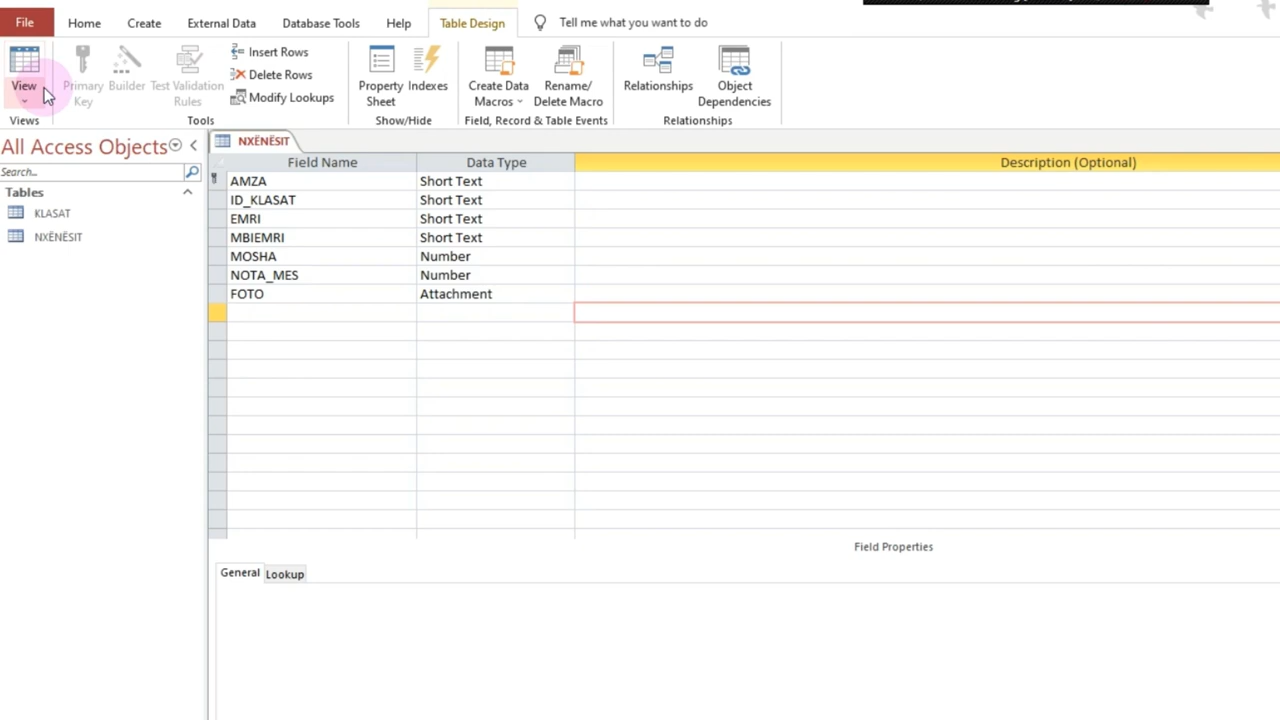 File Home Create External Data Database Tools Help Table Design Tell me what you want to do
View
Views
Primary Key
Builder
Test Validation Rules
Insert Rows
Delete Rows
Modify Lookups
Tools
Property Sheet
Indexes
Show/Hide
Create Data Macros
Rename/ Delete Macro
Field, Record & Table Events
Relationships
Object Dependencies
Relationships
All Access Objects
Search...
Tables
KLASAT
NXËNËSIT
NXËNËSIT
Field Name Data Type Description (Optional)
AMZA Short Text
ID_KLASAT Short Text
EMRI Short Text
MBIEMRI Short Text
MOSHA Number
NOTA_MES Number
FOTO Attachment
Field Properties
General Lookup